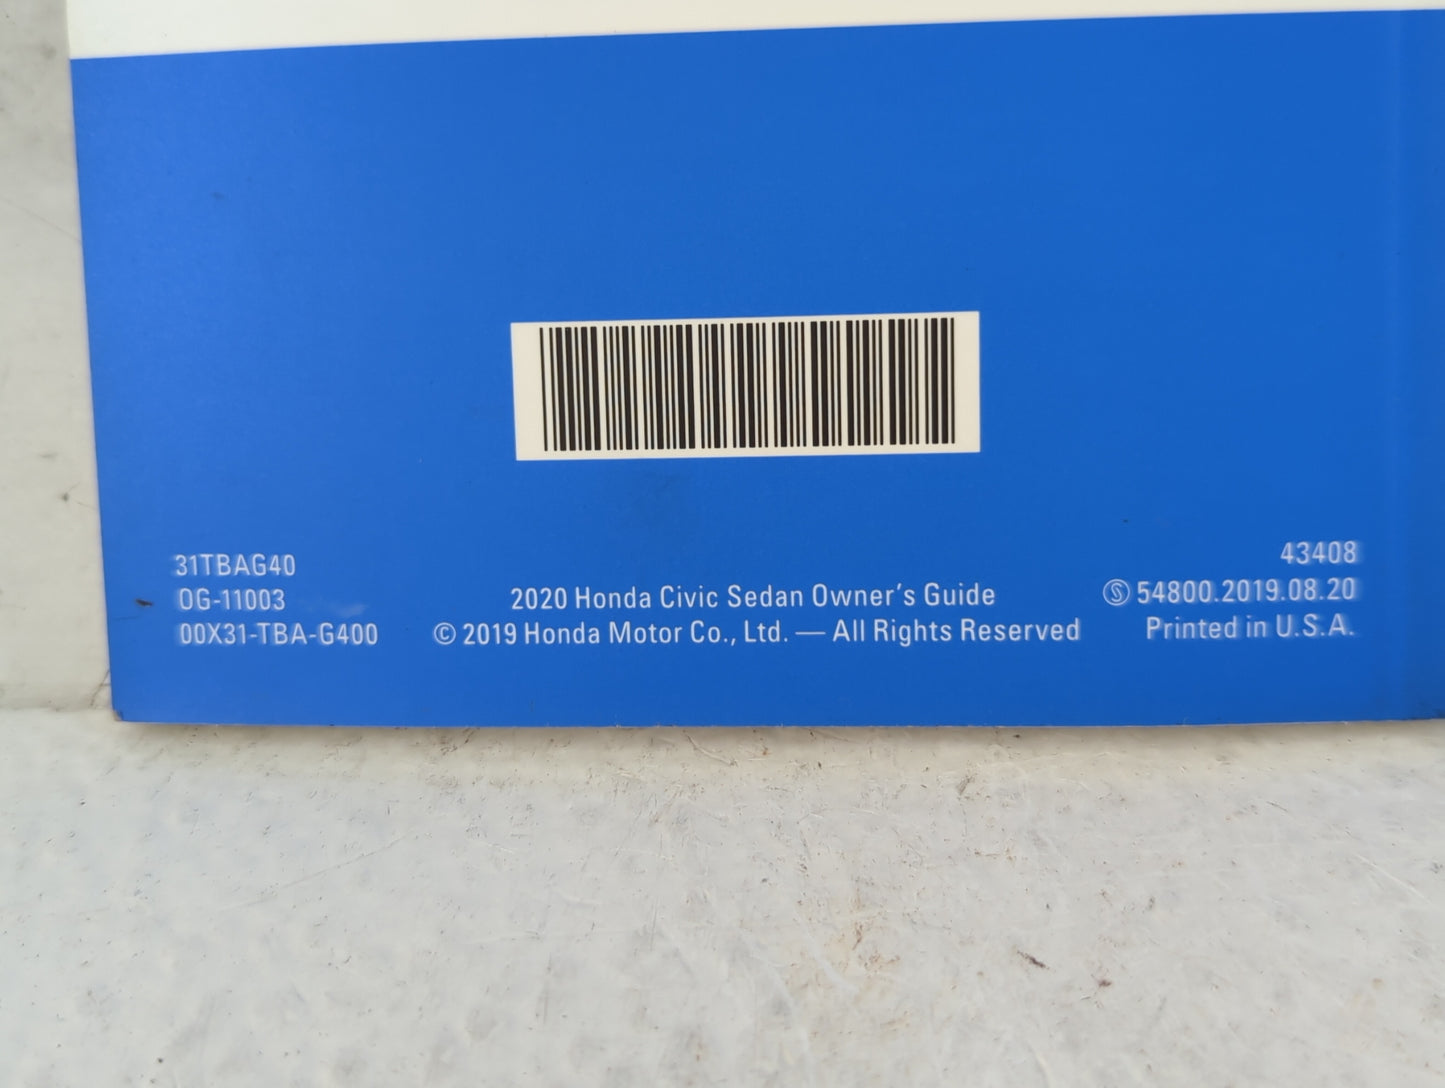 31TBAG40
OG-11003
00X31-TBA-G400
2020 Honda Civic Sedan Owner's Guide
© 2019 Honda Motor Co., Ltd. — All Rights Reserved
43408
Ⓢ 54800.2019.08.20
Printed in U.S.A.